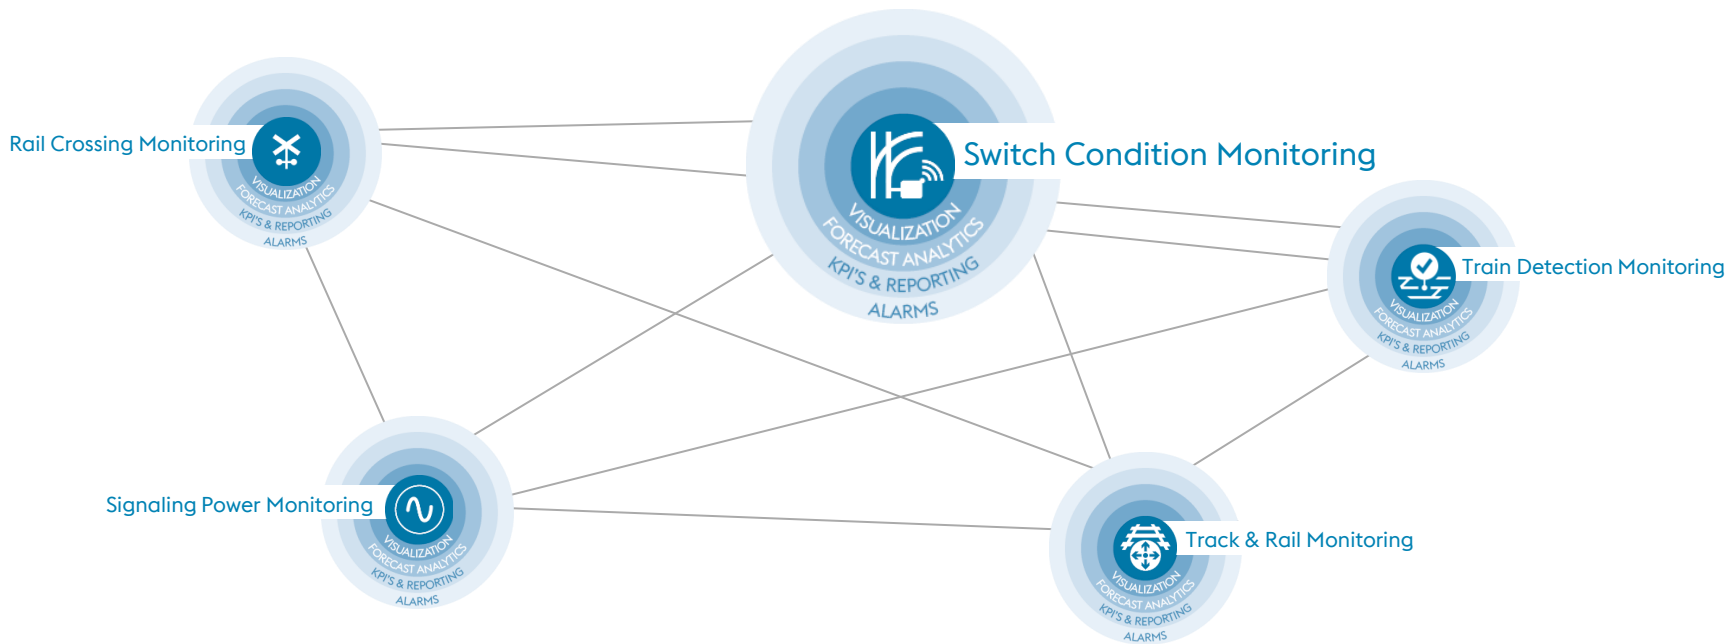 Rail Crossing Monitoring
VISUALIZATION
FORECAST ANALYTICS
KPI'S & REPORTING
ALARMS
Switch Condition Monitoring
VISUALIZATION
FORECAST ANALYTICS
KPI'S & REPORTING
ALARMS
Train Detection Monitoring
VISUALIZATION
FORECAST ANALYTICS
KPI'S & REPORTING
ALARMS
Signaling Power Monitoring
VISUALIZATION
FORECAST ANALYTICS
KPI'S & REPORTING
ALARMS
Track & Rail Monitoring
VISUALIZATION
FORECAST ANALYTICS
KPI'S & REPORTING
ALARMS